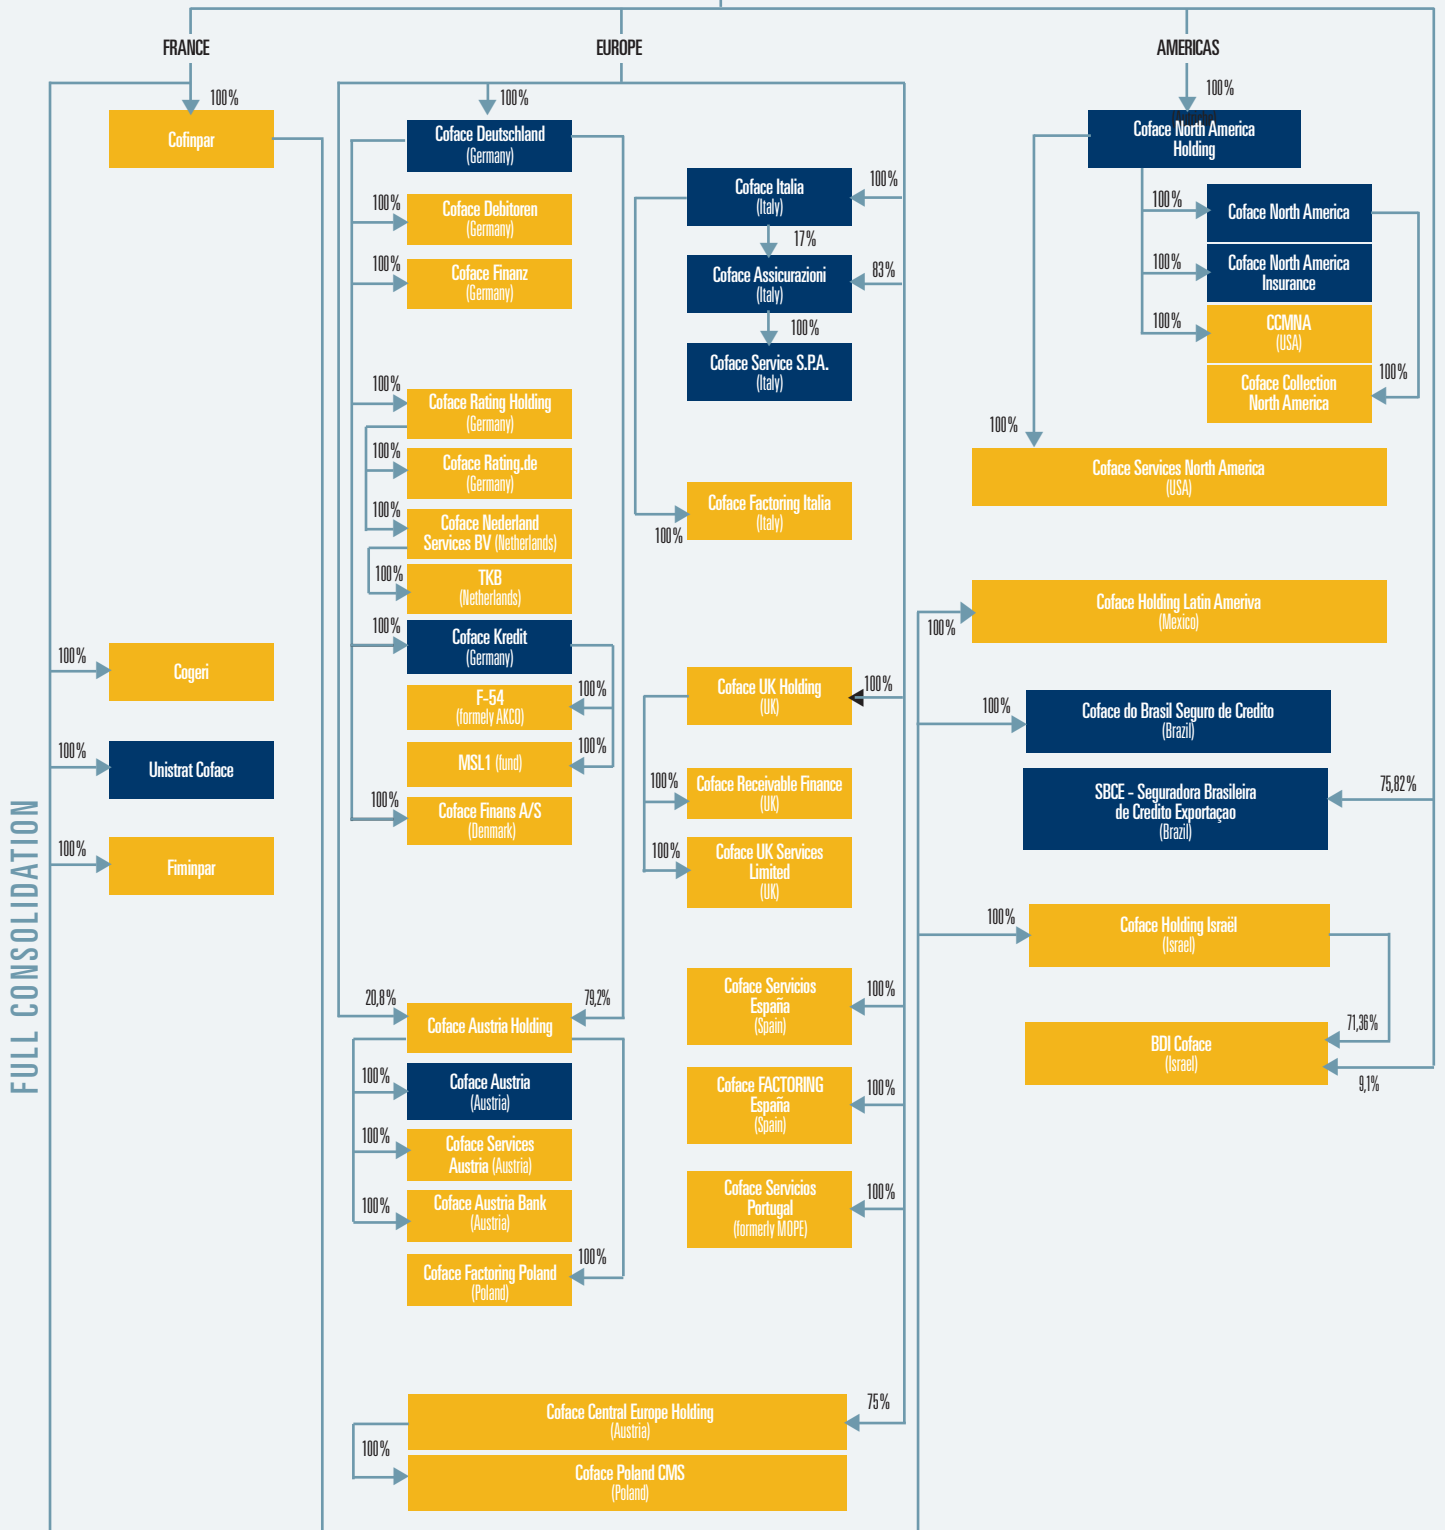 FRANCE
EUROPE
AMERICAS
FULL CONSOLIDATION
100%
Cofinpar
100%
Cogeri
100%
Unistrat Coface
100%
Fiminpar
100%
Coface Deutschland
(Germany)
100%
Coface Debitoren
(Germany)
100%
Coface Finanz
(Germany)
100%
Coface Rating Holding
(Germany)
100%
Coface Rating.de
(Germany)
100%
Coface Nederland
Services BV (Netherlands)
100%
TKB
(Netherlands)
100%
Coface Kredit
(Germany)
100%
F-54
(formely AKCO)
100%
MSL1 (fund)
100%
Coface Finans A/S
(Denmark)
20,8%
79,2%
Coface Austria Holding
100%
Coface Austria
(Austria)
100%
Coface Services
Austria (Austria)
100%
Coface Austria Bank
(Austria)
100%
Coface Factoring Poland
(Poland)
75%
Coface Central Europe Holding
(Austria)
100%
Coface Poland CMS
(Poland)
100%
Coface Italia
(Italy)
17%
83%
Coface Assicurazioni
(Italy)
100%
Coface Service S.P.A.
(Italy)
100%
Coface Factoring Italia
(Italy)
100%
Coface UK Holding
(UK)
100%
Coface Receivable Finance
(UK)
100%
Coface UK Services
Limited
(UK)
100%
Coface Servicios
España
(Spain)
100%
Coface FACTORING
España
(Spain)
100%
Coface Servicios
Portugal
(formerly MOPE)
100%
Coface North America
Holding
100%
Coface North America
100%
Coface North America
Insurance
100%
CCMNA
(USA)
100%
Coface Collection
North America
100%
Coface Services North America
(USA)
100%
Coface Holding Latin Ameriva
(Mexico)
100%
Coface do Brasil Seguro de Credito
(Brazil)
75,82%
SBCE - Seguradora Brasileira
de Credito Exportaçao
(Brazil)
100%
Coface Holding Israël
(Israel)
71,36%
BDI Coface
(Israel)
9,1%